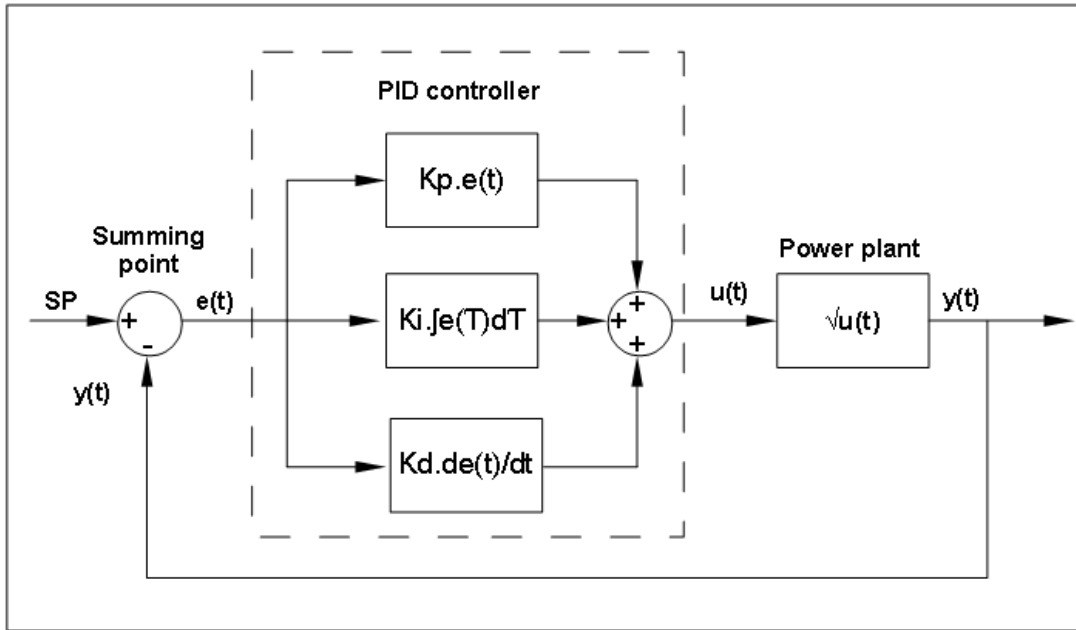 PID controller
Kp.e(t)
Summing
point
Power plant
SP
+
-
e(t)
Ki.∫e(T)dT
+
+
+
u(t)
√u(t)
y(t)
y(t)
Kd.de(t)/dt